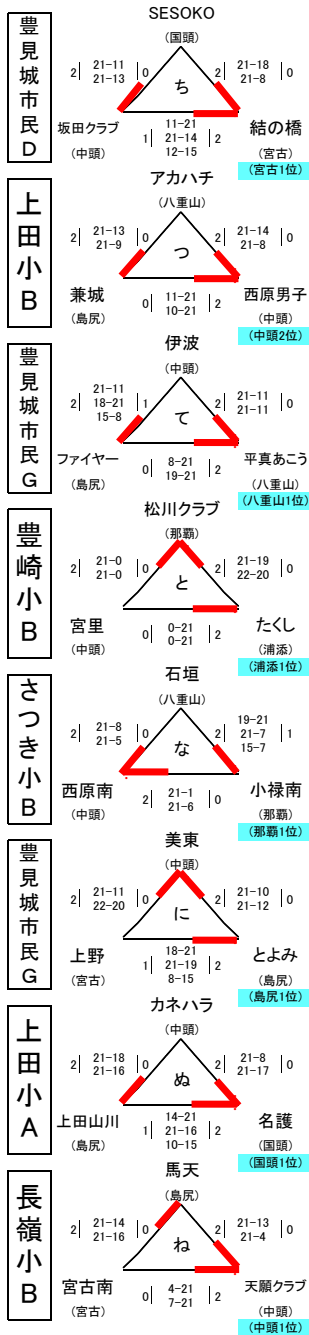 豊見城市民D
SESOKO
(国頭)
2 21-11 0
21-13
2 21-18 0
21-8
ち
坂田クラブ
(中頭)
1 11-21 2
21-14
12-15
結の橋
(宮古)
(宮古1位)
上田小B
アカハチ
(八重山)
2 21-13 0
21-9
2 21-14 0
21-8
つ
兼城
(島尻)
0 11-21 2
10-21
西原男子
(中頭)
(中頭2位)
豊見城市民G
伊波
(中頭)
2 21-11 1
18-21
15-8
2 21-11 0
21-11
て
ファイヤー
(島尻)
0 8-21 2
19-21
平真あこう
(八重山)
(八重山1位)
豊崎小B
松川クラブ
(那覇)
2 21-0 0
21-0
2 21-19 0
22-20
と
宮里
(中頭)
0 0-21 2
0-21
たくし
(浦添)
(浦添1位)
さつき小B
石垣
(八重山)
2 21-8 0
21-5
2 19-21 1
21-7
15-7
な
西原南
(中頭)
2 21-1 0
21-6
小禄南
(那覇)
(那覇1位)
豊見城市民G
美東
(中頭)
2 21-11 0
22-20
2 21-10 0
21-12
に
上野
(宮古)
1 18-21 2
21-19
8-15
とよみ
(島尻)
(島尻1位)
上田小A
カネハラ
(中頭)
2 21-18 0
21-16
2 21-8 0
21-17
ぬ
上田山川
(島尻)
1 14-21 2
21-16
10-15
名護
(国頭)
(国頭1位)
長嶺小B
馬天
(島尻)
2 21-14 0
21-16
2 21-13 0
21-4
ね
宮古南
(宮古)
0 4-21 2
7-21
天願クラブ
(中頭)
(中頭1位)